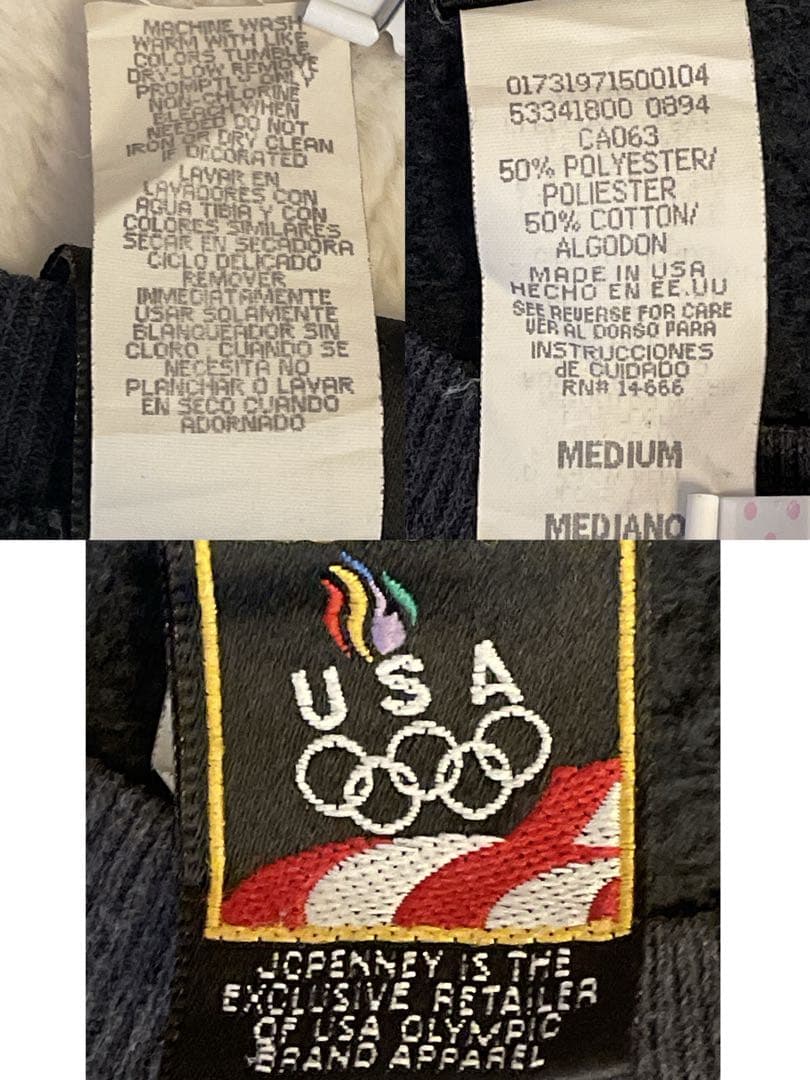 MACHINE WASH
WARM WITH LIKE
COLORS TUMBLE
DRY-LOW REMOVE
PROMPTLY ONLY
NON-CHLORINE
BLEACH WHEN
NEEDED DO NOT
IRON OR DRY CLEAN
IF DECORATED
LAVAR EN
LAVADORES CON
AGUA TIBIA Y CON
COLORES SIMILARES
SECAR EN SECADORA
CICLO DELICADO
REMOVER
INMEDIATAMENTE
USAR SOLAMENTE
BLANQUEADOR SIN
CLORO. CUANDO SE
NECESITA NO
PLANCHAR O LAVAR
EN SECO CUANDO
ADORNADO
01731971500104
53341800 0894
CA063
50% POLYESTER/
POLIESTER
50% COTTON/
ALGODON
MADE IN USA
HECHO EN EE.UU
SEE REVERSE FOR CARE
VER AL DORSO PARA
INSTRUCCIONES
dE CUIDADO
RN# 14666
MEDIUM
MEDIANO
USA
JCPENNEY IS THE
EXCLUSIVE RETAILER
OF USA OLYMPIC
BRAND APPAREL